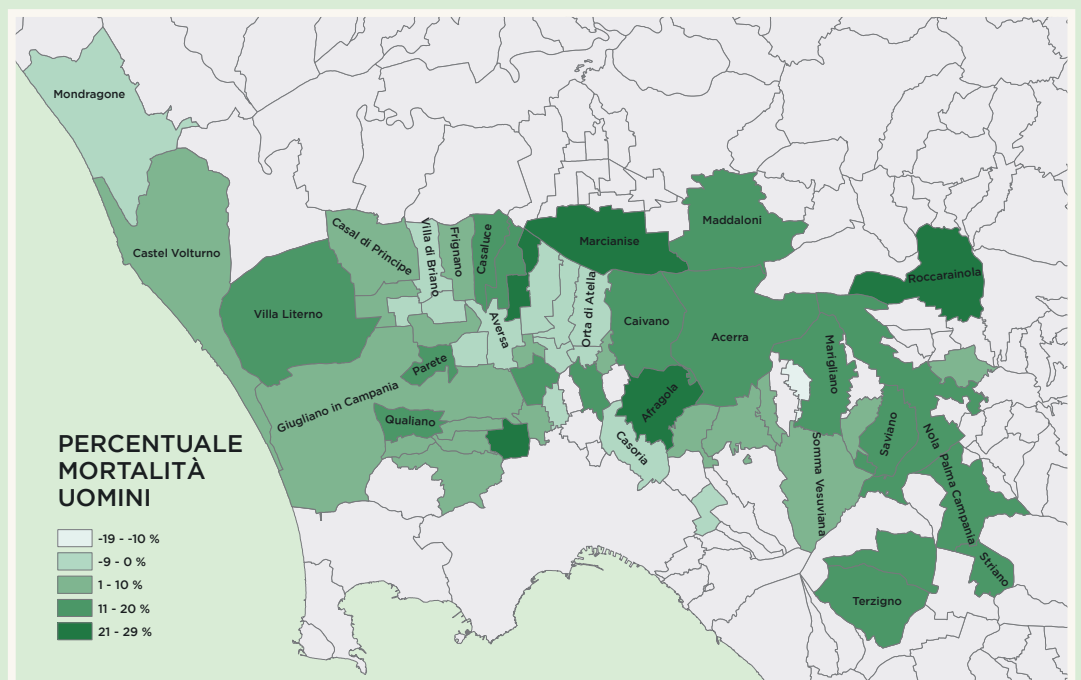 Mondragone
Castel Volturno
Casal di Principe
Villa di Briano
Frignano
Casaluce
Marcianise
Maddaloni
Roccarainola
Villa Literno
Aversa
Orta di Atella
Caivano
Acerra
Marigliano
Parete
Giugliano in Campania
Qualiano
Afragola
Casoria
Somma Vesuviana
Saviano
Nola
Palma Campania
Striano
Terzigno
PERCENTUALE
MORTALITÀ
UOMINI
-19 - -10 %
-9 - 0 %
1 - 10 %
11 - 20 %
21 - 29 %